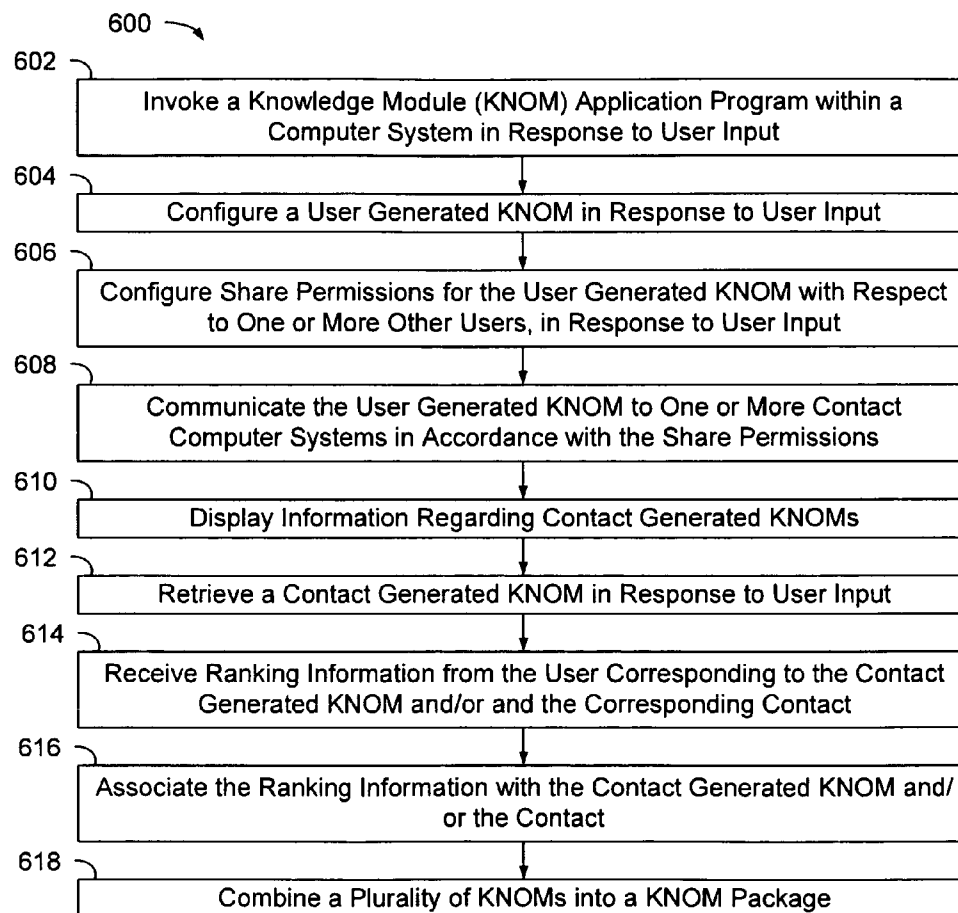 600
602
Invoke a Knowledge Module (KNOM) Application Program within a
Computer System in Response to User Input
604
Configure a User Generated KNOM in Response to User Input
606
Configure Share Permissions for the User Generated KNOM with Respect
to One or More Other Users, in Response to User Input
608
Communicate the User Generated KNOM to One or More Contact
Computer Systems in Accordance with the Share Permissions
610
Display Information Regarding Contact Generated KNOMs
612
Retrieve a Contact Generated KNOM in Response to User Input
614
Receive Ranking Information from the User Corresponding to the Contact
Generated KNOM and/or and the Corresponding Contact
616
Associate the Ranking Information with the Contact Generated KNOM and/
or the Contact
618
Combine a Plurality of KNOMs into a KNOM Package